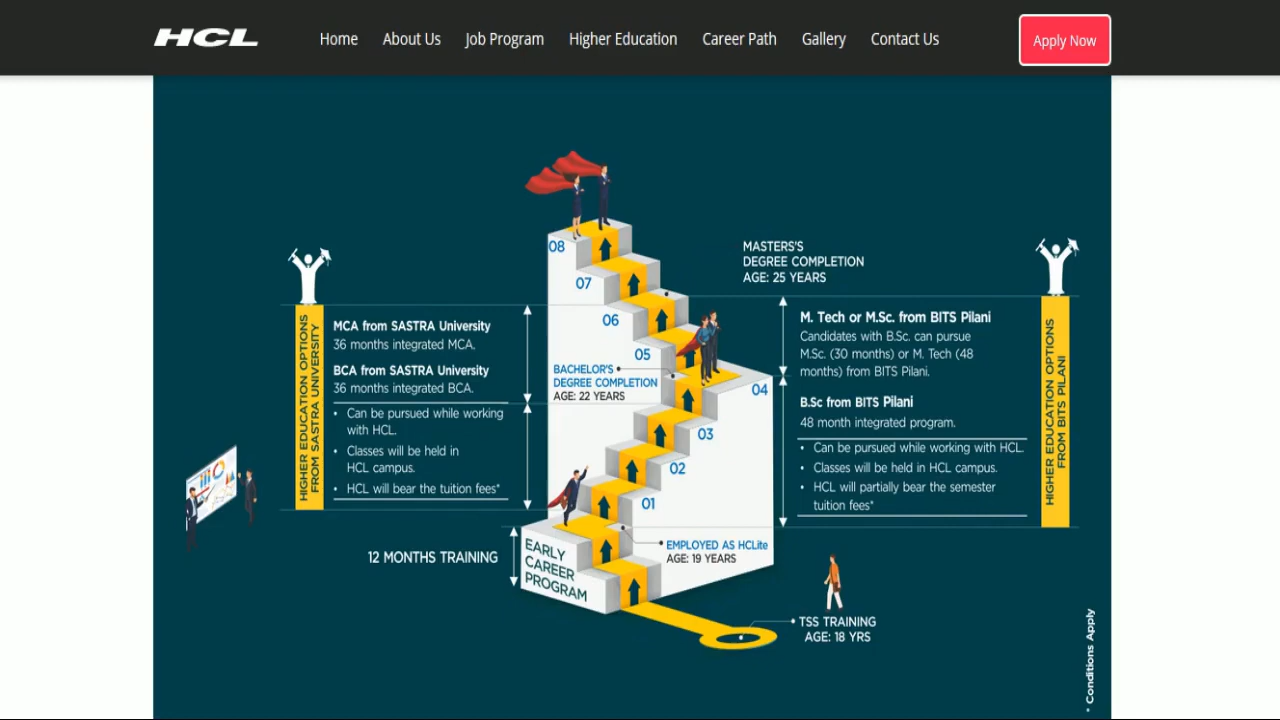 HCL
Home
About Us
Job Program
Higher Education
Career Path
Gallery
Contact Us
Apply Now
08
07
06
05
04
03
02
01
MASTERS'S
DEGREE COMPLETION
AGE: 25 YEARS
HIGHER EDUCATION OPTIONS
FROM SASTRA UNIVERSITY
MCA from SASTRA University
36 months integrated MCA.
BCA from SASTRA University
36 months integrated BCA.
• Can be pursued while working
with HCL.
• Classes will be held in
HCL campus.
• HCL will bear the tuition fees*
BACHELOR'S
DEGREE COMPLETION
AGE: 22 YEARS
M. Tech or M.Sc. from BITS Pilani
Candidates with B.Sc. can pursue
M.Sc. (30 months) or M. Tech (48
months) from BITS Pilani.
B.Sc from BITS Pilani
48 month integrated program.
• Can be pursued while working with HCL.
• Classes will be held in HCL campus.
• HCL will partially bear the semester
tuition fees*
HIGHER EDUCATION OPTIONS
FROM BITS PILANI
12 MONTHS TRAINING
EARLY
CAREER
PROGRAM
EMPLOYED AS HCLite
AGE: 19 YEARS
TSS TRAINING
AGE: 18 YRS
* Conditions Apply